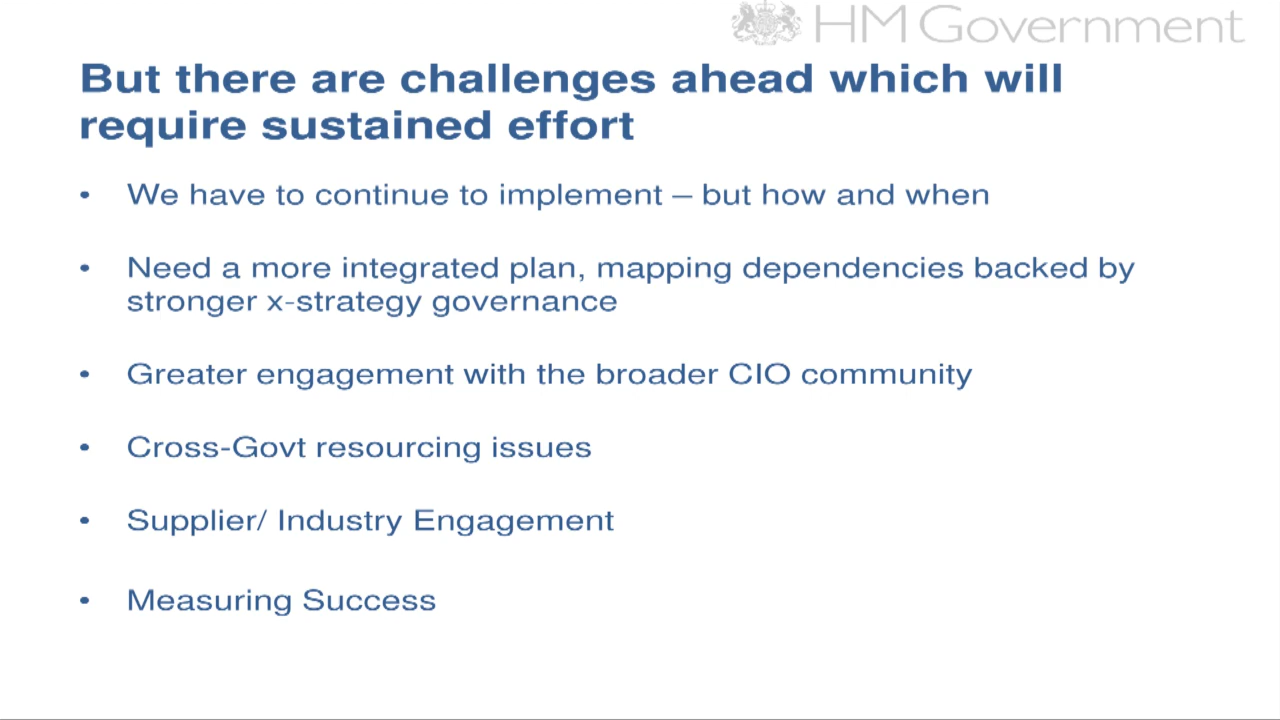 HM Government
But there are challenges ahead which will
require sustained effort
• We have to continue to implement – but how and when
• Need a more integrated plan, mapping dependencies backed by
stronger x-strategy governance
• Greater engagement with the broader CIO community
• Cross-Govt resourcing issues
• Supplier/ Industry Engagement
• Measuring Success